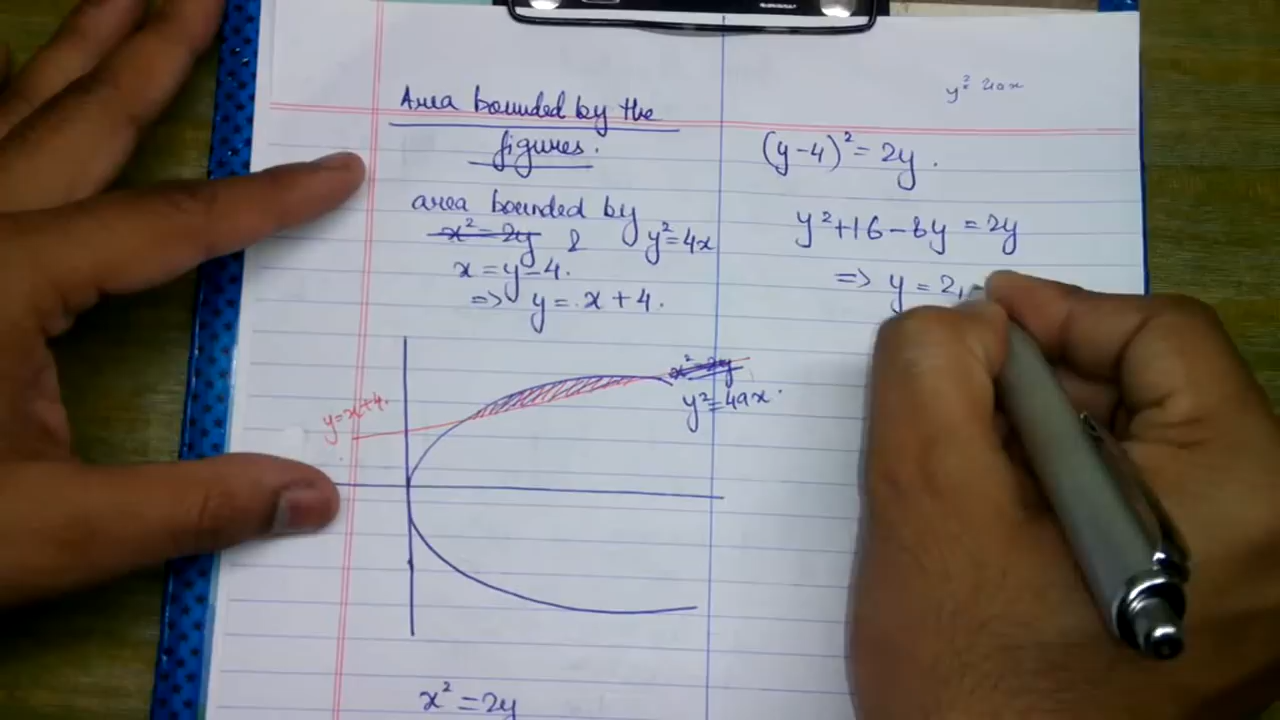 Area bounded by the
figures.
area bounded by
x² = 2y & y² = 4x
x = y - 4.
=> y = x + 4.
y = x + 4.
x² = 2y
y² = 4ax.
x² = 2y
y² = 4ax
(y - 4)² = 2y.
y² + 16 - 8y = 2y
=> y = 2,